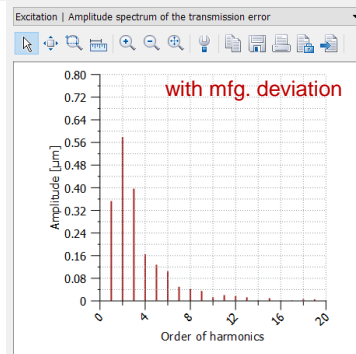 Excitation | Amplitude spectrum of the transmission error
with mfg. deviation
0.80
0.72
0.64
0.56
0.48
0.40
0.32
0.24
0.16
0.08
0
Amplitude [µm]
0 4 8 12 16 20
Order of harmonics